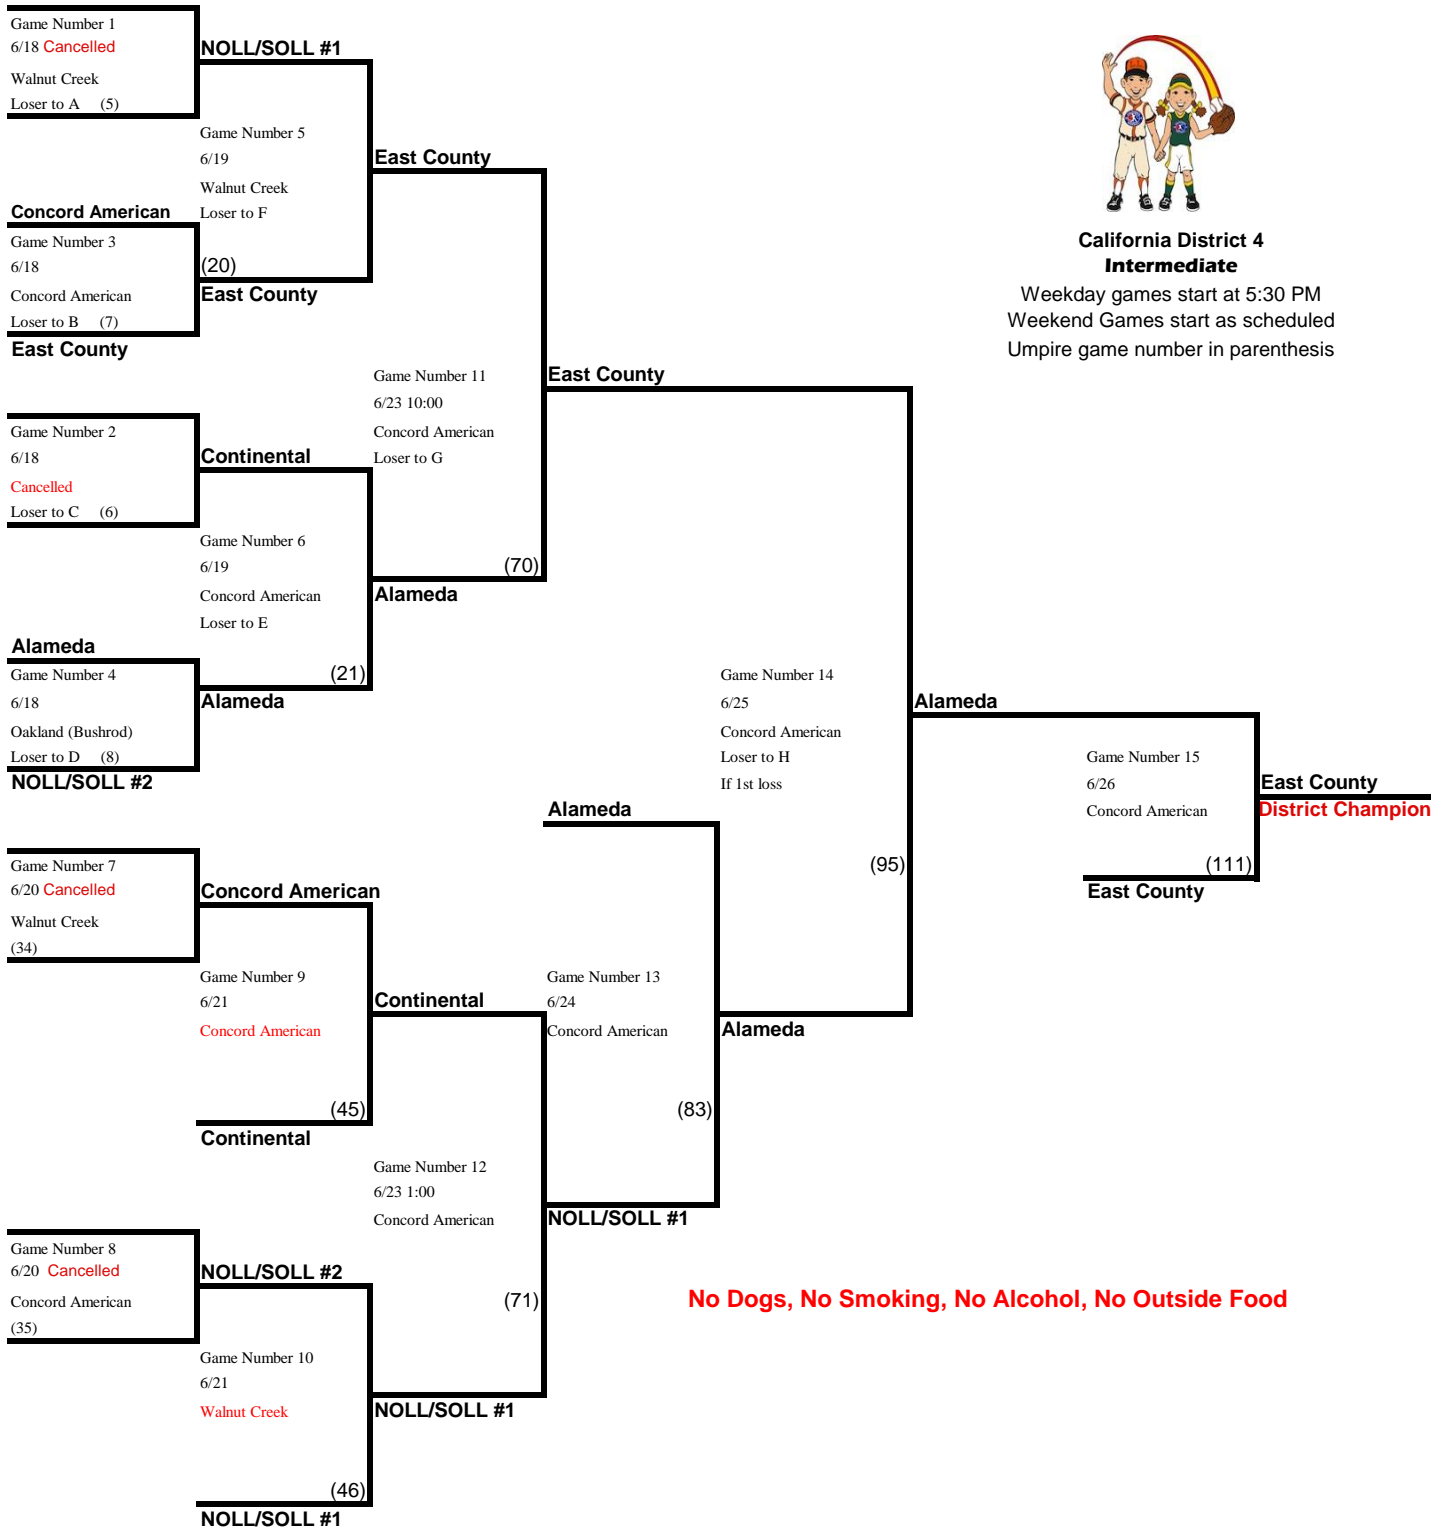 Game Number 1
6/18 Cancelled
Walnut Creek
Loser to A (5)
NOLL/SOLL #1
Game Number 5
6/19
Walnut Creek
Loser to F
(20)
East County
Concord American
Game Number 3
6/18
Concord American
Loser to B (7)
East County
East County
Game Number 11
6/23 10:00
Concord American
Loser to G
(70)
Alameda
Game Number 2
6/18
Cancelled
Loser to C (6)
Continental
Game Number 6
6/19
Concord American
Loser to E
(21)
Alameda
Alameda
Game Number 4
6/18
Oakland (Bushrod)
Loser to D (8)
NOLL/SOLL #2
East County
Game Number 14
6/25
Concord American
Loser to H
If 1st loss
(95)
Alameda
California District 4
Intermediate
Weekday games start at 5:30 PM
Weekend Games start as scheduled
Umpire game number in parenthesis
Alameda
Game Number 15
6/26
Concord American
(111)
East County
East County
District Champion
Game Number 7
6/20 Cancelled
Walnut Creek
(34)
Concord American
Game Number 9
6/21
Concord American
(45)
Continental
Continental
Game Number 12
6/23 1:00
Concord American
(71)
NOLL/SOLL #1
Alameda
Game Number 13
6/24
Concord American
(83)
NOLL/SOLL #1
Game Number 8
6/20 Cancelled
Concord American
(35)
NOLL/SOLL #2
Game Number 10
6/21
Walnut Creek
(46)
NOLL/SOLL #1
No Dogs, No Smoking, No Alcohol, No Outside Food